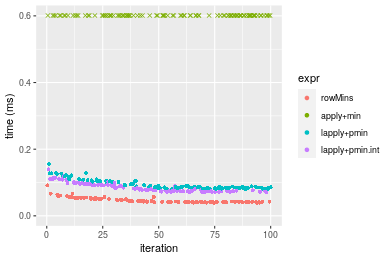 0.6
0.4
0.2
0.0
time (ms)
0
25
50
75
100
iteration
expr
rowMins
apply+min
lapply+pmin
lapply+pmin.int